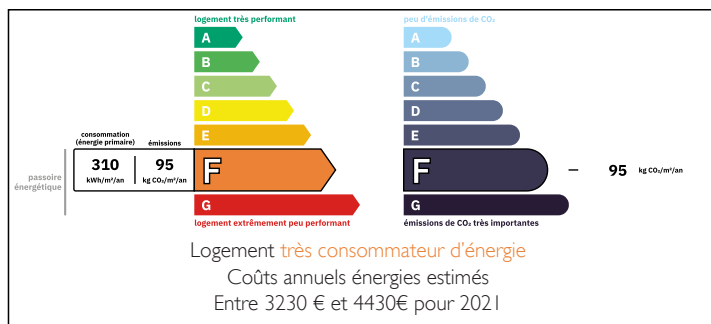 logement très performant
A
B
C
D
E
consommation
(énergie primaire)
émissions
310
kWh/m²/an
95
kg CO₂/m²/an
F
passoire
énergétique
G
logement extrêmement peu performant
peu d'émissions de CO₂
A
B
C
D
E
F
95 kg CO₂/m²/an
G
émissions de CO₂ très importantes
Logement très consommateur d'énergie
Coûts annuels énergies estimés
Entre 3230 € et 4430€ pour 2021